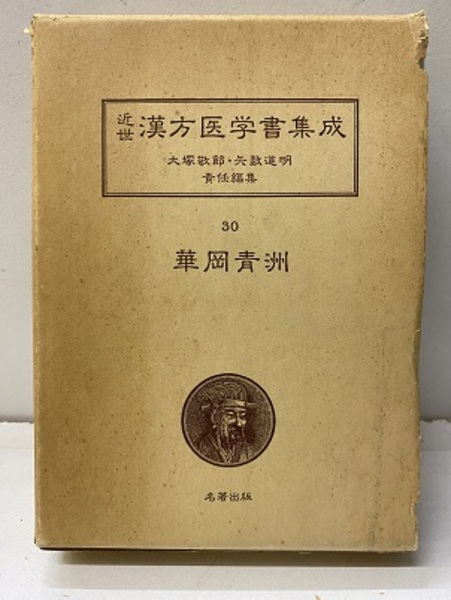 近世 漢方医学書集成
大塚敬節・矢数道明
責任編集
30
華岡青洲
名著出版